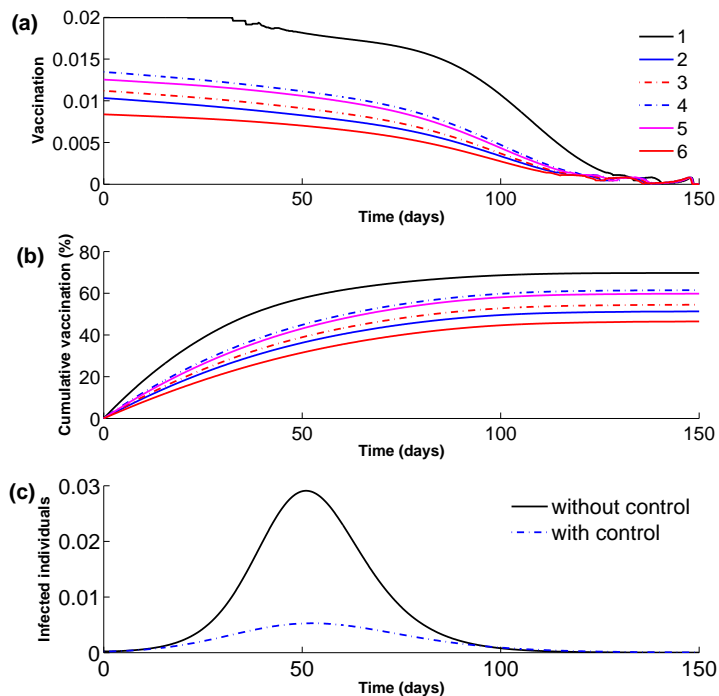 (a)
Vaccination
0.02
0.015
0.01
0.005
0
0
50
100
150
Time (days)
1
2
3
4
5
6
(b)
Cumulative vaccination (%)
80
60
40
20
0
0
50
100
150
Time (days)
(c)
Infected individuals
0.03
0.02
0.01
0
0
50
100
150
Time (days)
without control
with control